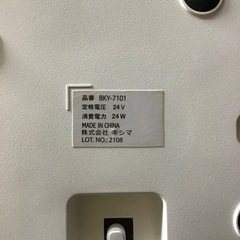 品番 BKY-7101
定格電圧 24V
消費電力 24W
MADE IN CHINA
株式会社 キシマ
LOT. NO.: 2108